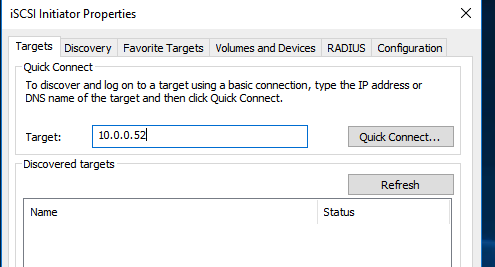 iSCSI Initiator Properties
Targets Discovery Favorite Targets Volumes and Devices RADIUS Configuration
Quick Connect
To discover and log on to a target using a basic connection, type the IP address or
DNS name of the target and then click Quick Connect.
Target: 10.0.0.52 Quick Connect...
Discovered targets
Refresh
Name Status